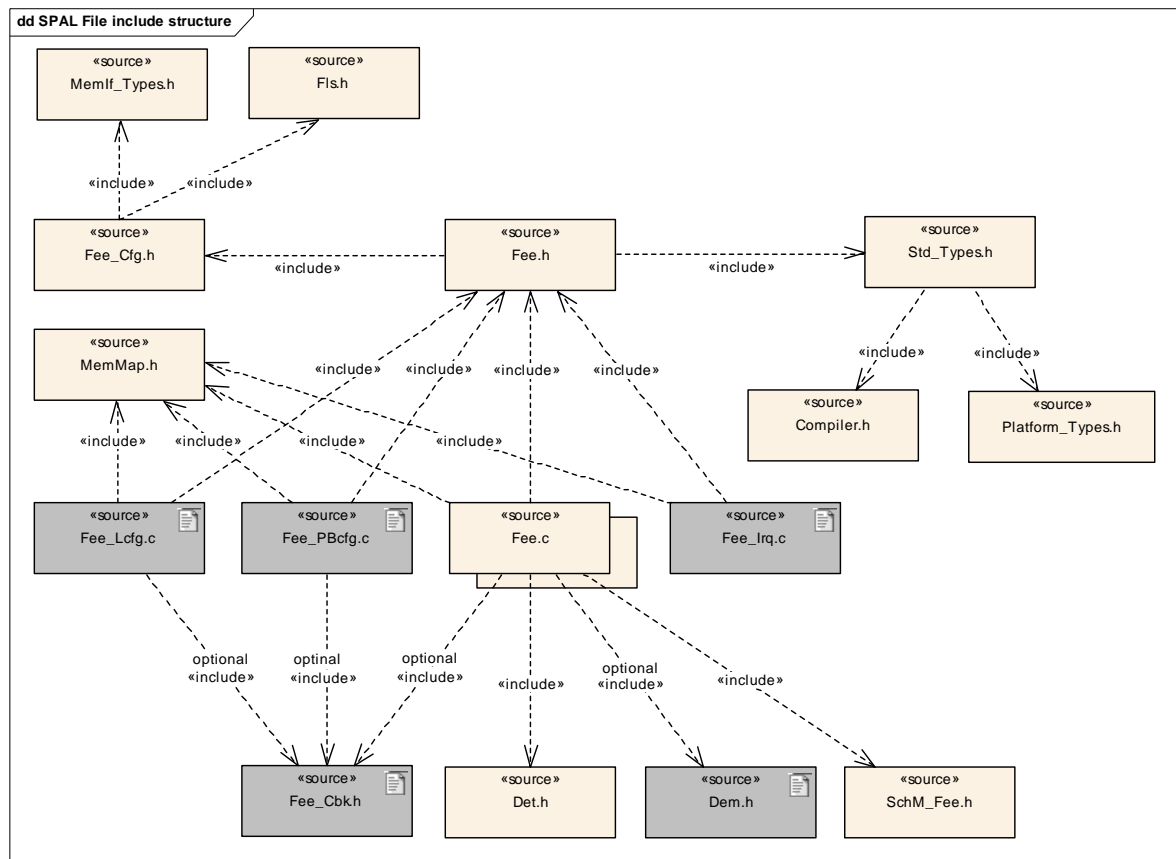 dd SPAL File include structure
«source»
MemIf_Types.h
«source»
Fls.h
«include»
«include»
«source»
Fee_Cfg.h
«source»
Fee.h
«source»
Std_Types.h
«include»
«include»
«source»
MemMap.h
«include»
«include»
«include»
«include»
«include»
«include»
«source»
Compiler.h
«source»
Platform_Types.h
«include»
«include»
«include»
«include»
«source»
Fee_Lcfg.c
«source»
Fee_PBcfg.c
«source»
Fee.c
«source»
Fee_Irq.c
optional
«include»
optinal
«include»
optional
«include»
«include»
optional
«include»
«include»
«source»
Fee_Cbk.h
«source»
Det.h
«source»
Dem.h
«source»
SchM_Fee.h